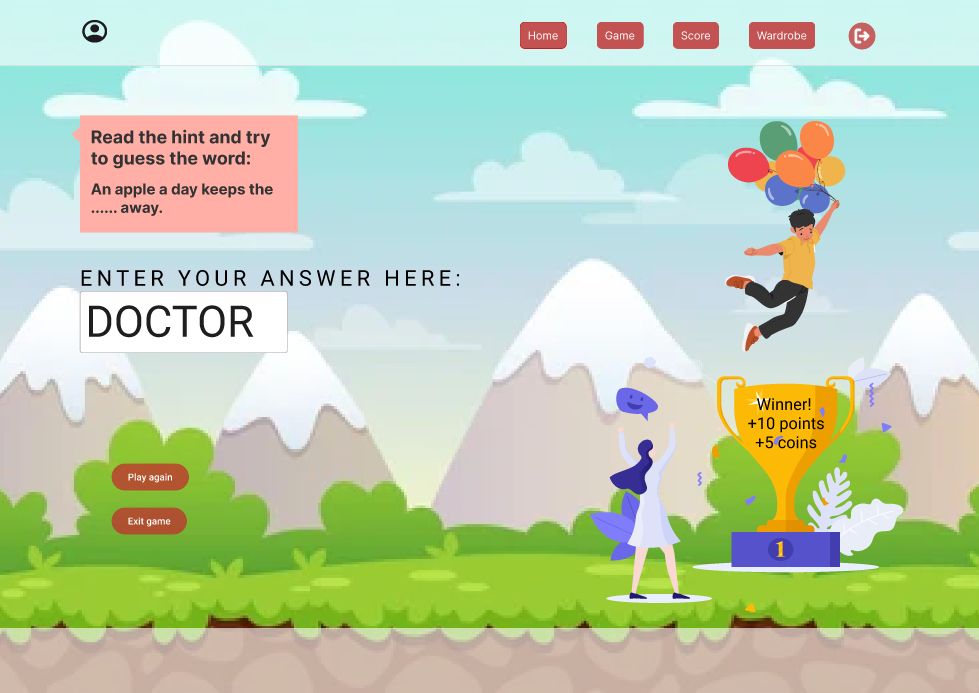 Home Game Score Wardrobe
Read the hint and try
to guess the word:
An apple a day keeps the
...... away.
ENTER YOUR ANSWER HERE:
DOCTOR
Winner!
+10 points
+5 coins
Play again
Exit game
1